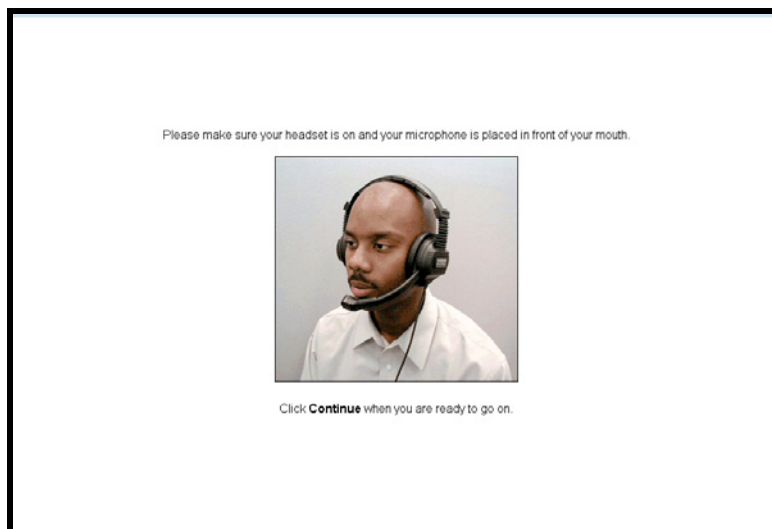 Please make sure your headset is on and your microphone is placed in front of your mouth.
Click Continue when you are ready to go on.